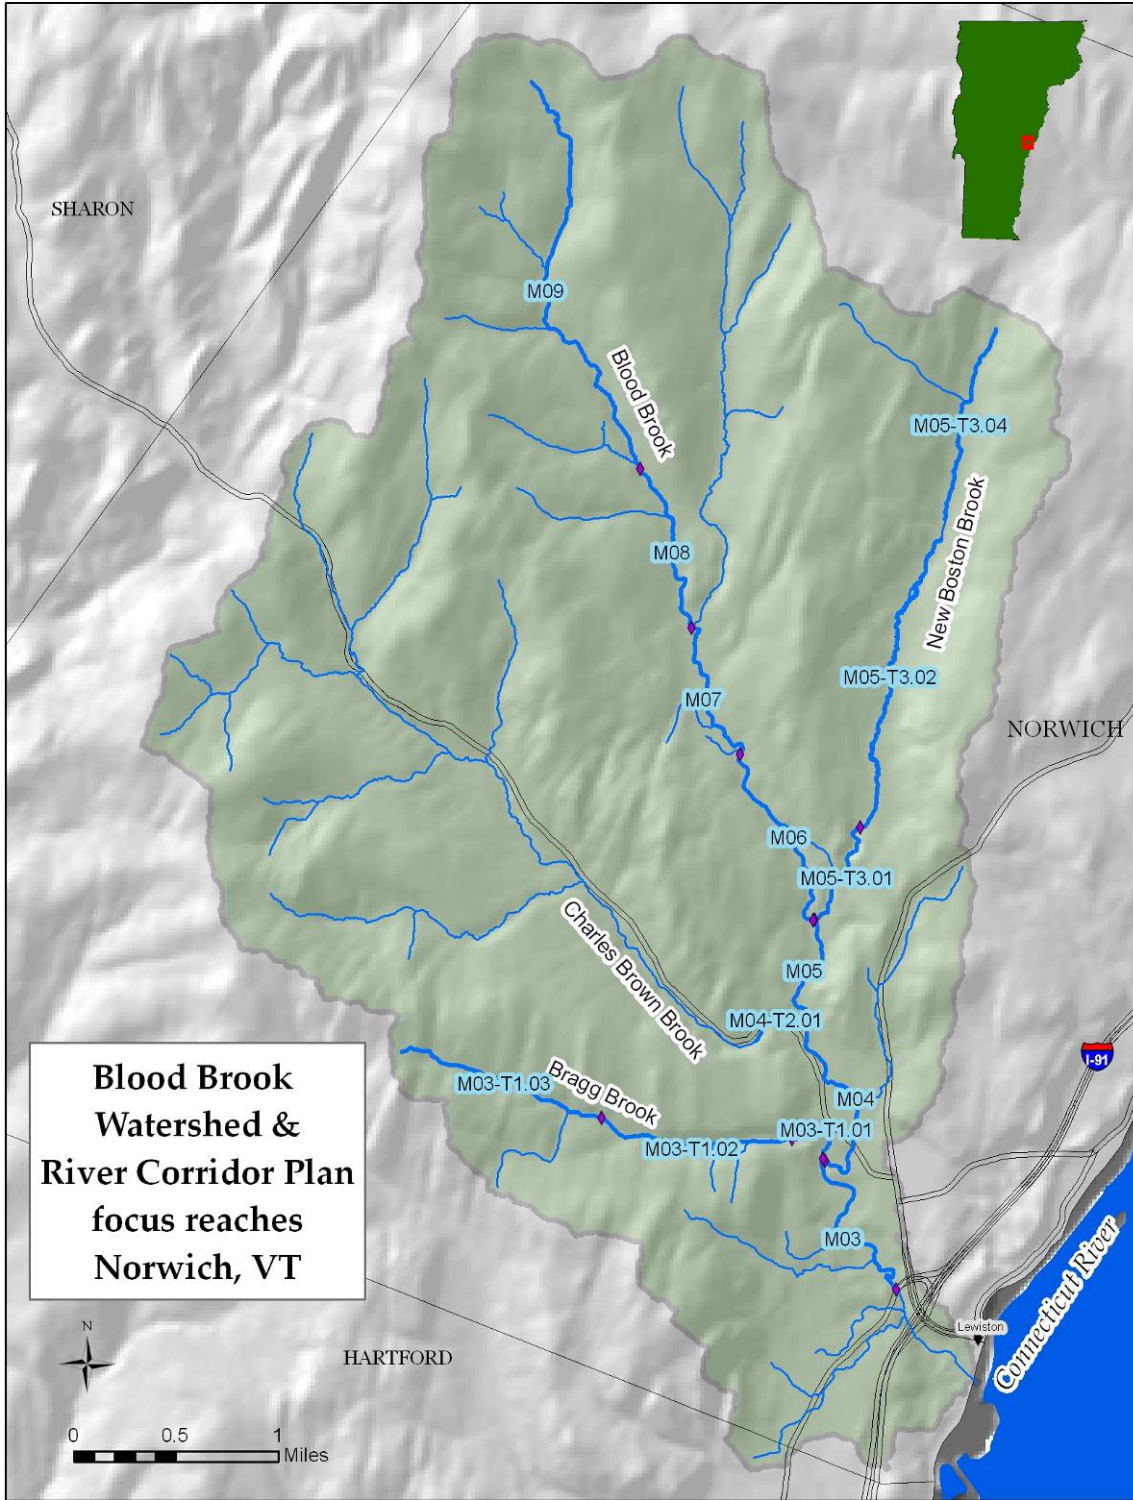 SHARON
M09
Blood Brook
M05-T3.04
M08
New Boston Brook
M05-T3.02
M07
NORWICH
M06
M05-T3.01
Charles Brown Brook
M05
M04-T2.01
I-91
Blood Brook
Watershed &
River Corridor Plan
focus reaches
Norwich, VT
M03-T1.03
Bragg Brook
M04
M03-T1.01
M03-T1.02
M03
Connecticut River
Lewiston
N
HARTFORD
0 0.5 1
Miles